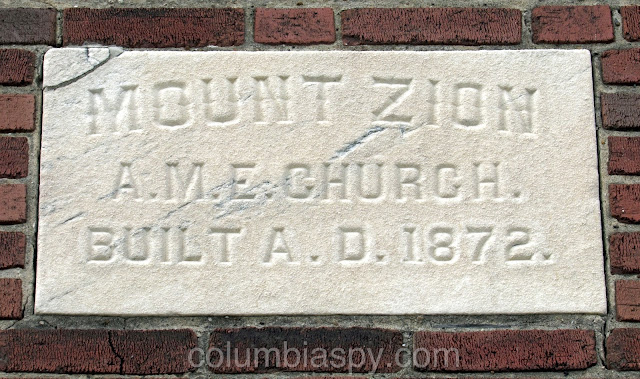 MOUNT ZION
A.M.E. CHURCH.
BUILT A. D. 1872.
columbiaspy.com